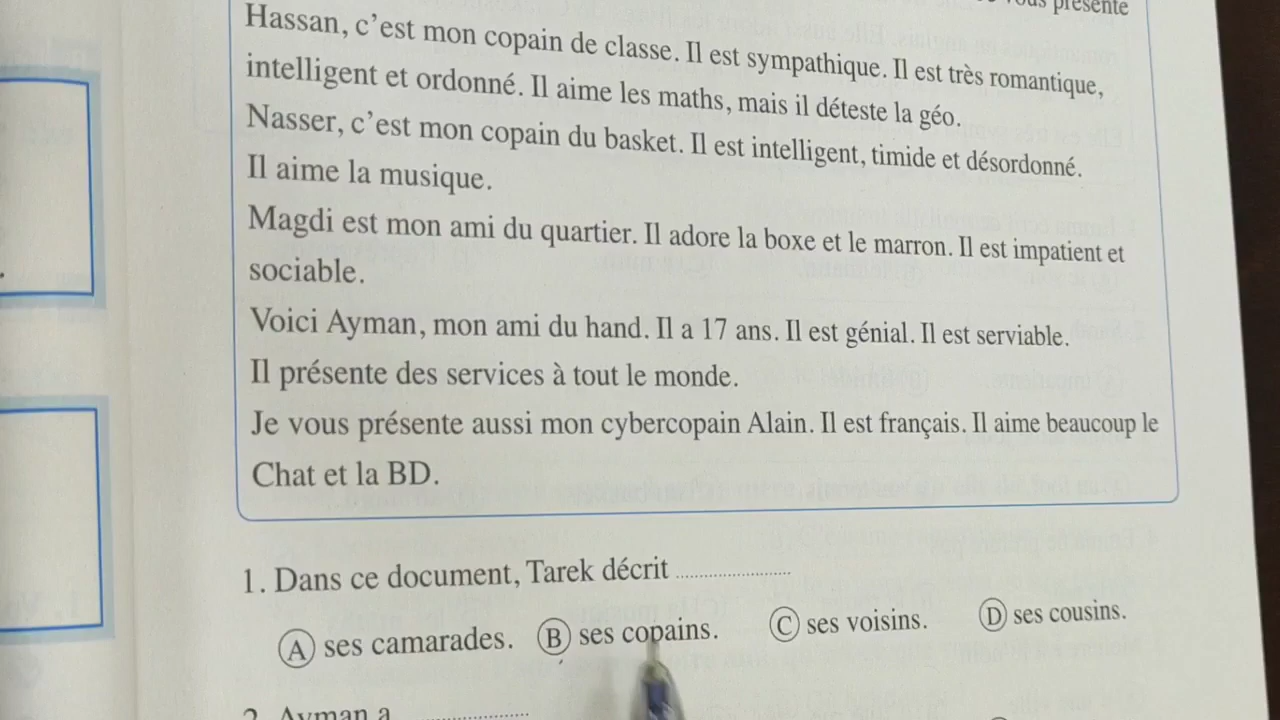 vous présente
Hassan, c'est mon copain de classe. Il est sympathique. Il est très romantique,
intelligent et ordonné. Il aime les maths, mais il déteste la géo.
Nasser, c'est mon copain du basket. Il est intelligent, timide et désordonné.
Il aime la musique.
Magdi est mon ami du quartier. Il adore la boxe et le marron. Il est impatient et
sociable.
Voici Ayman, mon ami du hand. Il a 17 ans. Il est génial. Il est serviable.
Il présente des services à tout le monde.
Je vous présente aussi mon cybercopain Alain. Il est français. Il aime beaucoup le
Chat et la BD.
1. Dans ce document, Tarek décrit ........................
A ses camarades. B ses copains. C ses voisins. D ses cousins.
2. Ayman a ........................